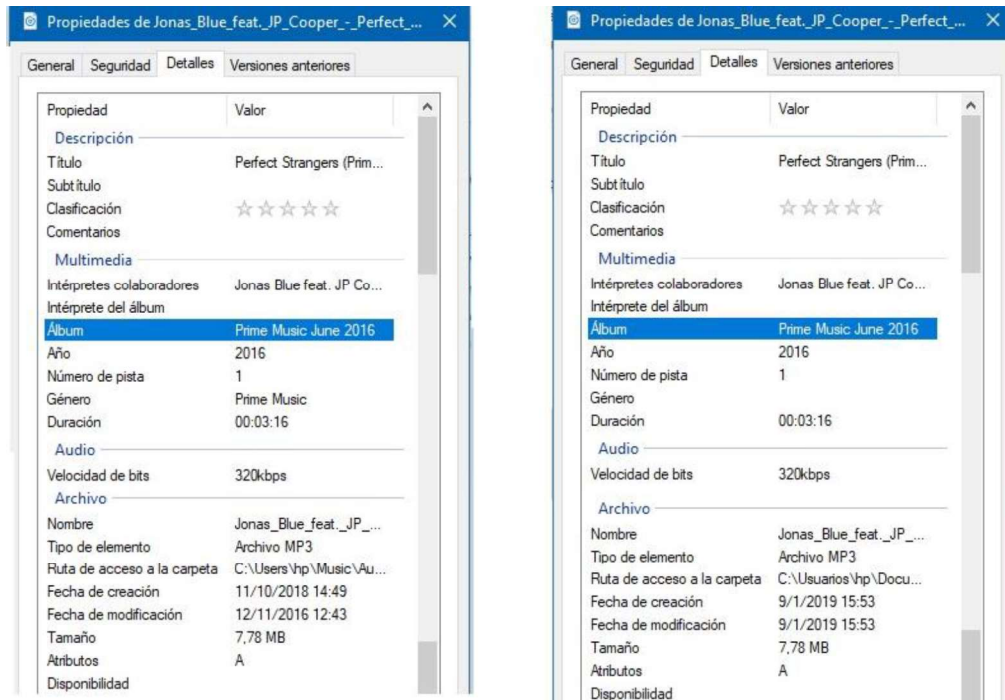 Propiedades de Jonas_Blue_feat._JP_Cooper_-_Perfect_...
General Seguridad Detalles Versiones anteriores
Propiedad Valor
Descripción
Título Perfect Strangers (Prim...
Subtítulo
Clasificación
Comentarios
Multimedia
Intérpretes colaboradores Jonas Blue feat. JP Co...
Intérprete del álbum
Álbum Prime Music June 2016
Año 2016
Número de pista 1
Género Prime Music
Duración 00:03:16
Audio
Velocidad de bits 320kbps
Archivo
Nombre Jonas_Blue_feat._JP_...
Tipo de elemento Archivo MP3
Ruta de acceso a la carpeta C:\Users\hp\Music\Au...
Fecha de creación 11/10/2018 14:49
Fecha de modificación 12/11/2016 12:43
Tamaño 7,78 MB
Atributos A
Disponibilidad
Propiedades de Jonas_Blue_feat._JP_Cooper_-_Perfect_...
General Seguridad Detalles Versiones anteriores
Propiedad Valor
Descripción
Título Perfect Strangers (Prim...
Subtítulo
Clasificación
Comentarios
Multimedia
Intérpretes colaboradores Jonas Blue feat. JP Co...
Intérprete del álbum
Álbum Prime Music June 2016
Año 2016
Número de pista 1
Género
Duración 00:03:16
Audio
Velocidad de bits 320kbps
Archivo
Nombre Jonas_Blue_feat._JP_...
Tipo de elemento Archivo MP3
Ruta de acceso a la carpeta C:\Usuarios\hp\Docu...
Fecha de creación 9/1/2019 15:53
Fecha de modificación 9/1/2019 15:53
Tamaño 7,78 MB
Atributos A
Disponibilidad